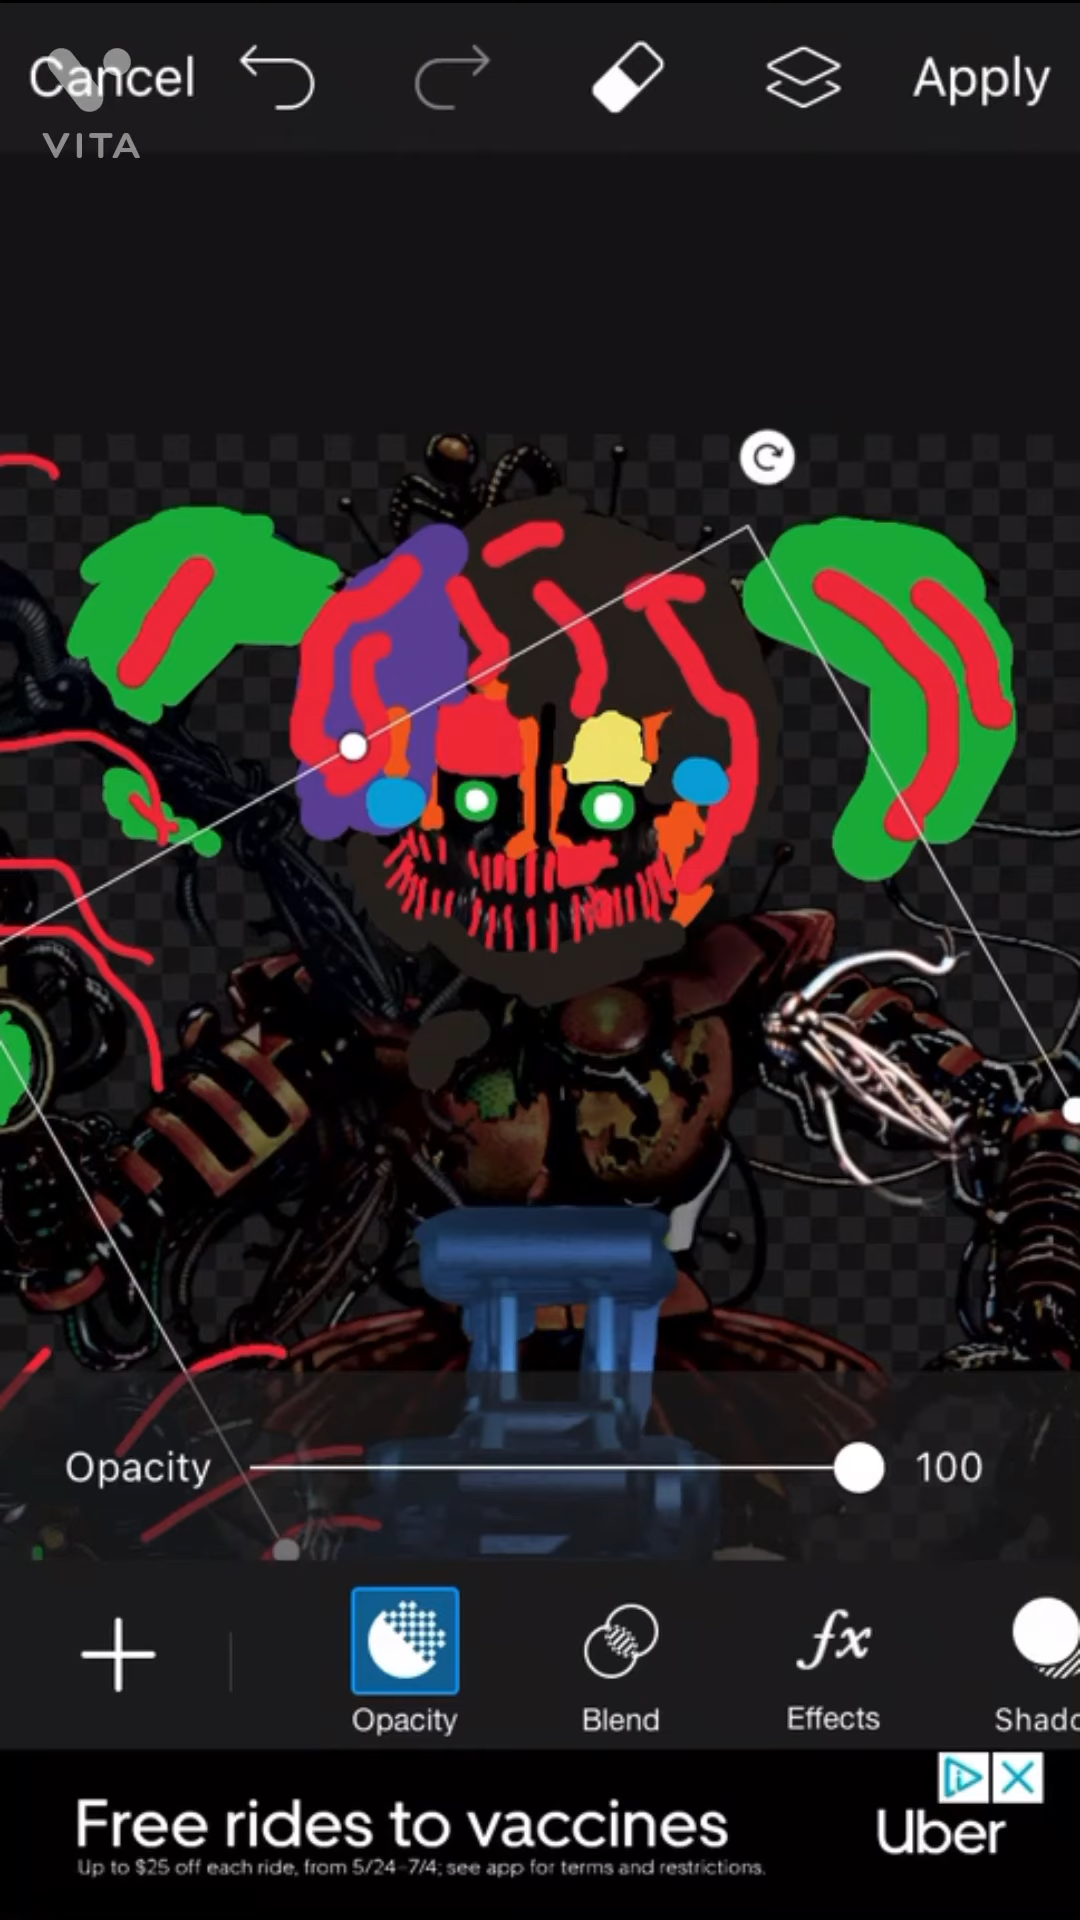 Cancel
Apply
VITA
Opacity
100
Opacity
Blend
Effects
Shado
Free rides to vaccines
Uber
Up to $25 off each ride, from 5/24-7/4; see app for terms and restrictions.